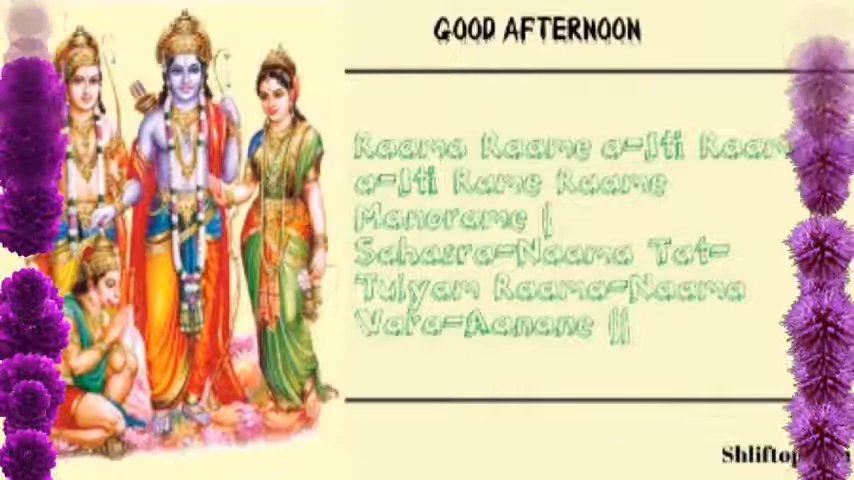 GOOD AFTERNOON
Raama Raame a-Iti Raam
a-Iti Rame Raame
Manorame |
Sahasra-Naama Tat-
Tulyam Raama-Naama
Vara-Aanane ||